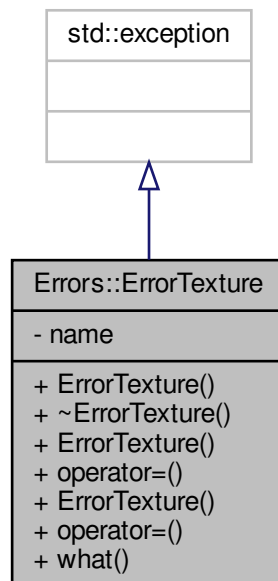 std::exception
Errors::ErrorTexture
- name
+ ErrorTexture()
+ ~ErrorTexture()
+ ErrorTexture()
+ operator=()
+ ErrorTexture()
+ operator=()
+ what()